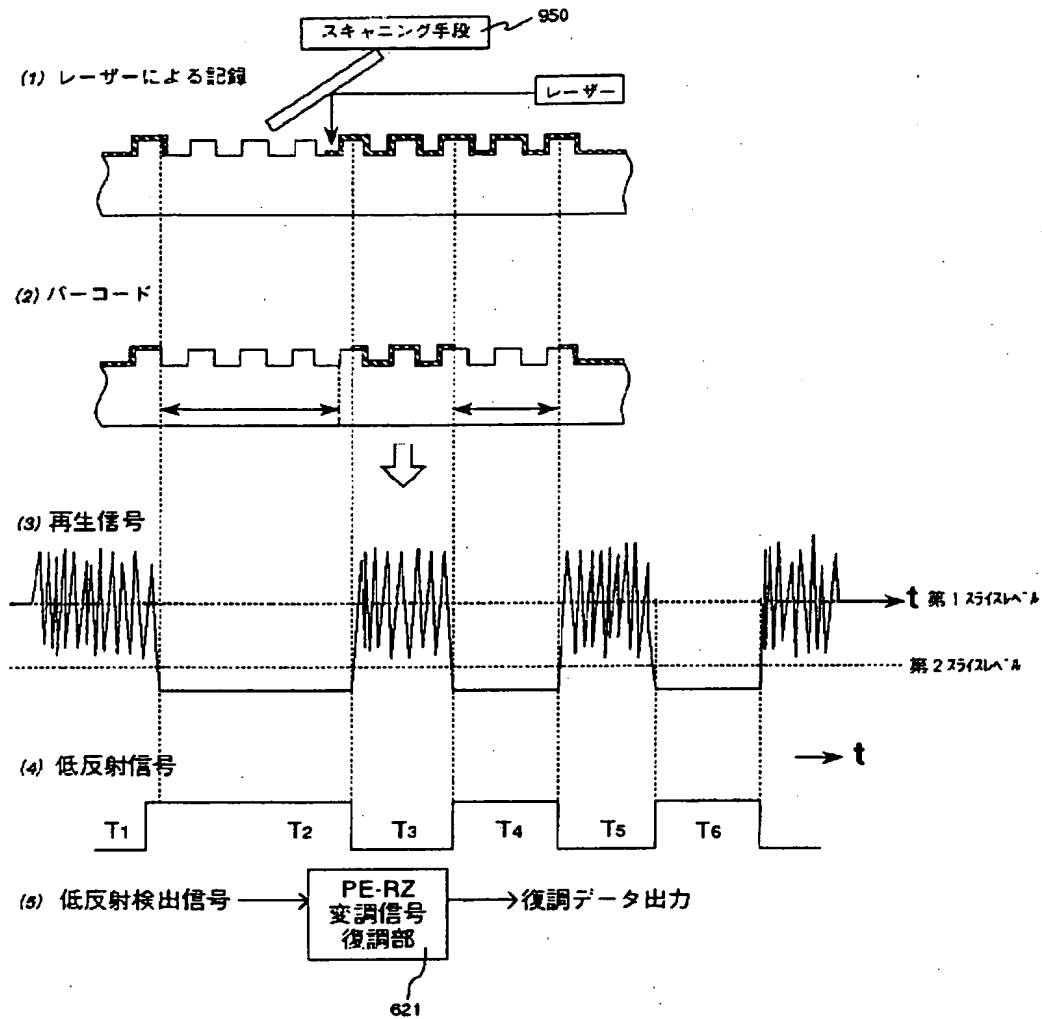 950
スキャニング手段
(1) レーザーによる記録
レーザー
(2) バーコード
(3) 再生信号
t 第1スライスレベル
第2スライスレベル
(4) 低反射信号
t
T1 T2 T3 T4 T5 T6
(5) 低反射検出信号
PE-RZ
変調信号
復調部
復調データ出力
621